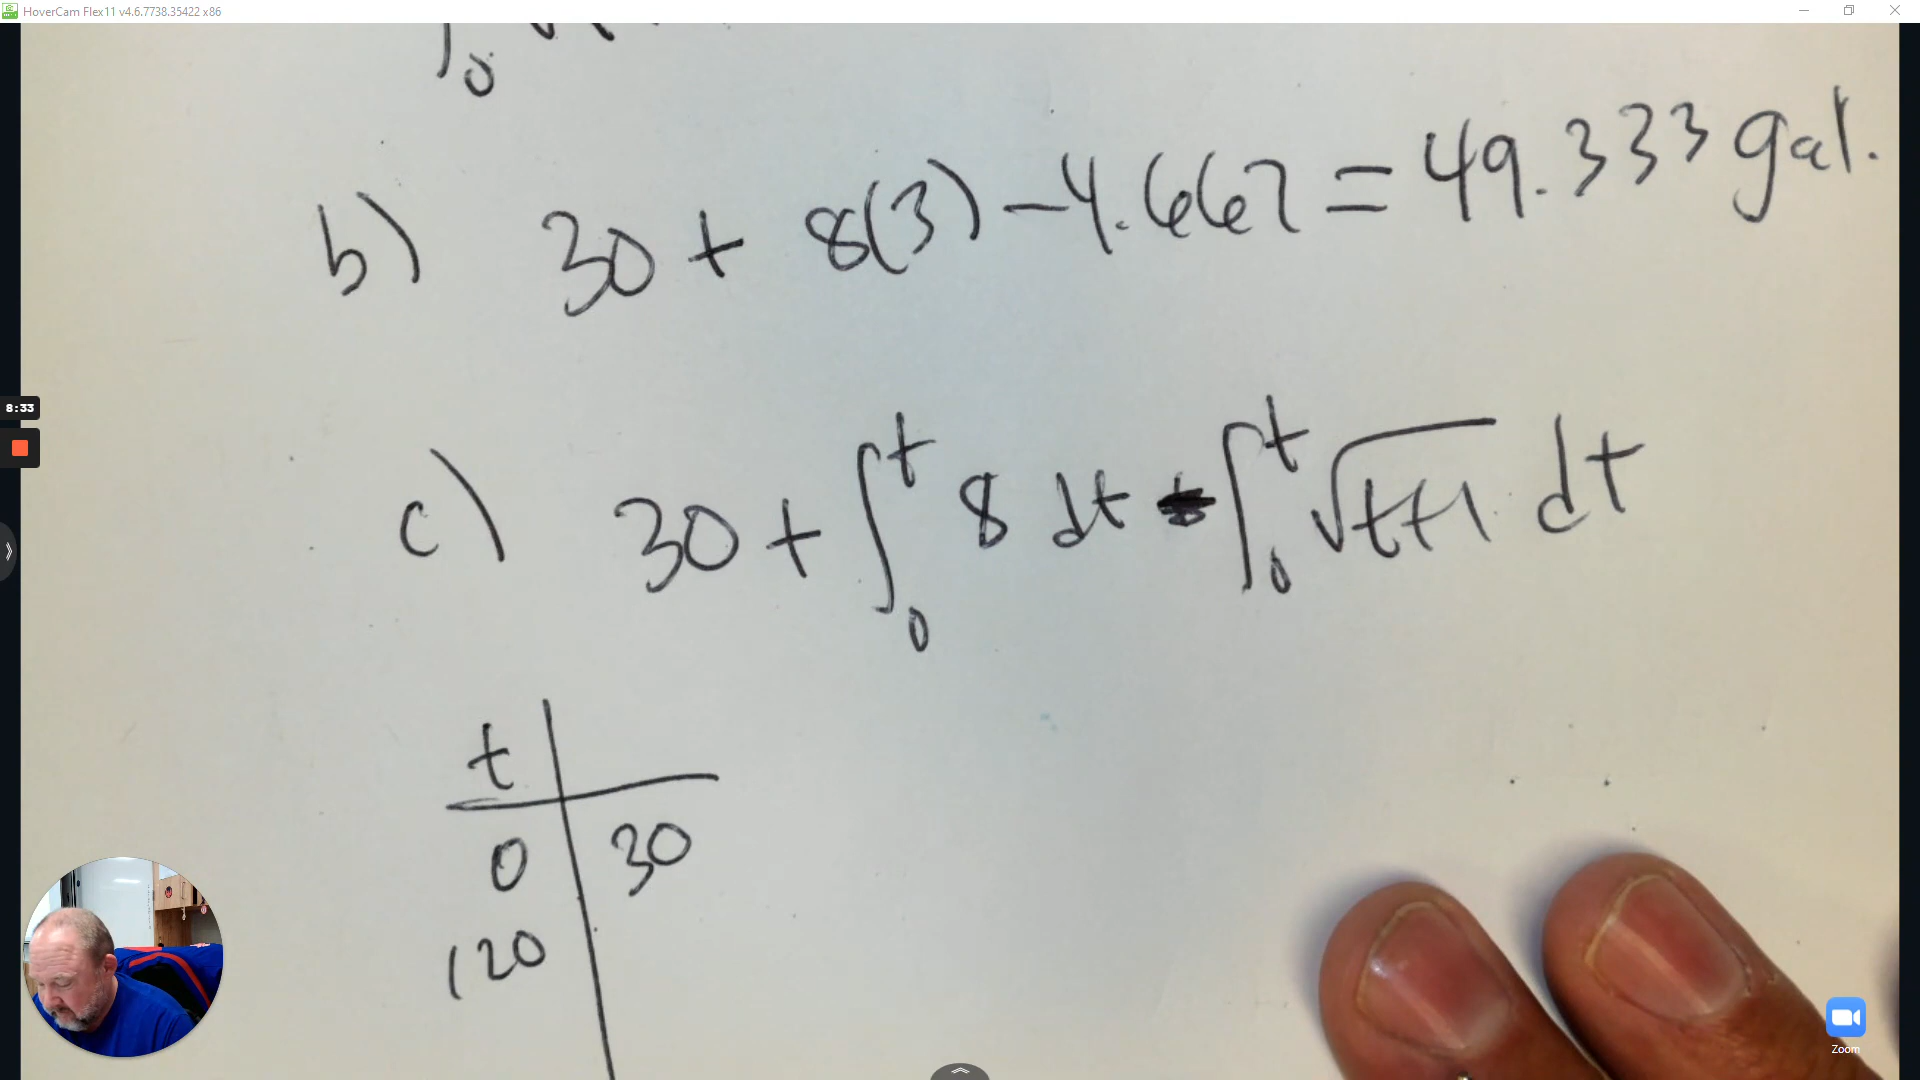 HoverCam Flex11 v4.6.7738.35422 x86
0
b) 30 + 8(3) - 4.667 = 49.333 gal.
8:33
c) 30 + ∫₀ᵗ 8 dt - ∫₀ᵗ √t+1 dt
t
0 30
120
Zoom